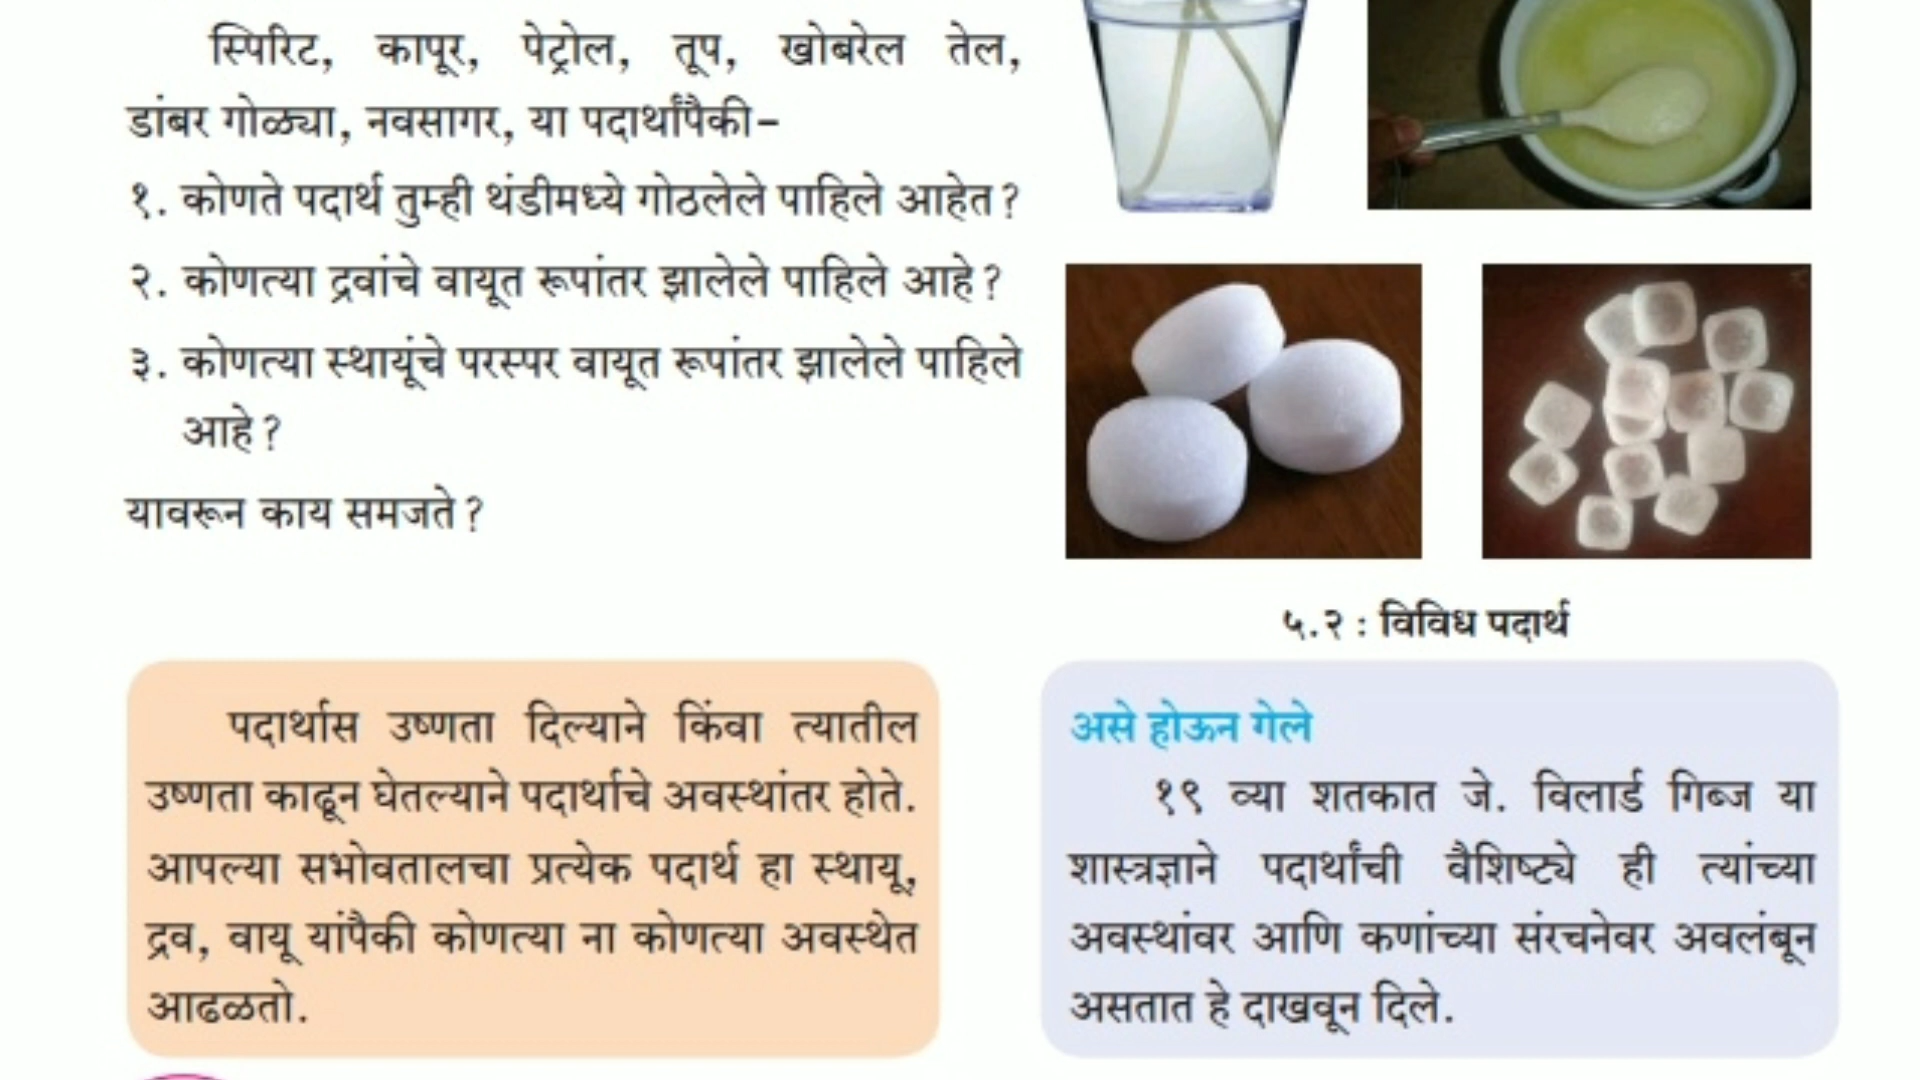 स्पिरिट, कापूर, पेट्रोल, तूप, खोबरेल तेल,
डांबर गोळ्या, नवसागर, या पदार्थांपैकी-
१. कोणते पदार्थ तुम्ही थंडीमध्ये गोठलेले पाहिले आहेत ?
२. कोणत्या द्रवांचे वायूत रूपांतर झालेले पाहिले आहे ?
३. कोणत्या स्थायूंचे परस्पर वायूत रूपांतर झालेले पाहिले
आहे ?
यावरून काय समजते ?
५.२ : विविध पदार्थ
पदार्थास उष्णता दिल्याने किंवा त्यातील
उष्णता काढून घेतल्याने पदार्थाचे अवस्थांतर होते.
आपल्या सभोवतालचा प्रत्येक पदार्थ हा स्थायू,
द्रव, वायू यांपैकी कोणत्या ना कोणत्या अवस्थेत
आढळतो.
असे होऊन गेले
१९ व्या शतकात जे. विलार्ड गिब्ज या
शास्त्रज्ञाने पदार्थांची वैशिष्ट्ये ही त्यांच्या
अवस्थांवर आणि कणांच्या संरचनेवर अवलंबून
असतात हे दाखवून दिले.